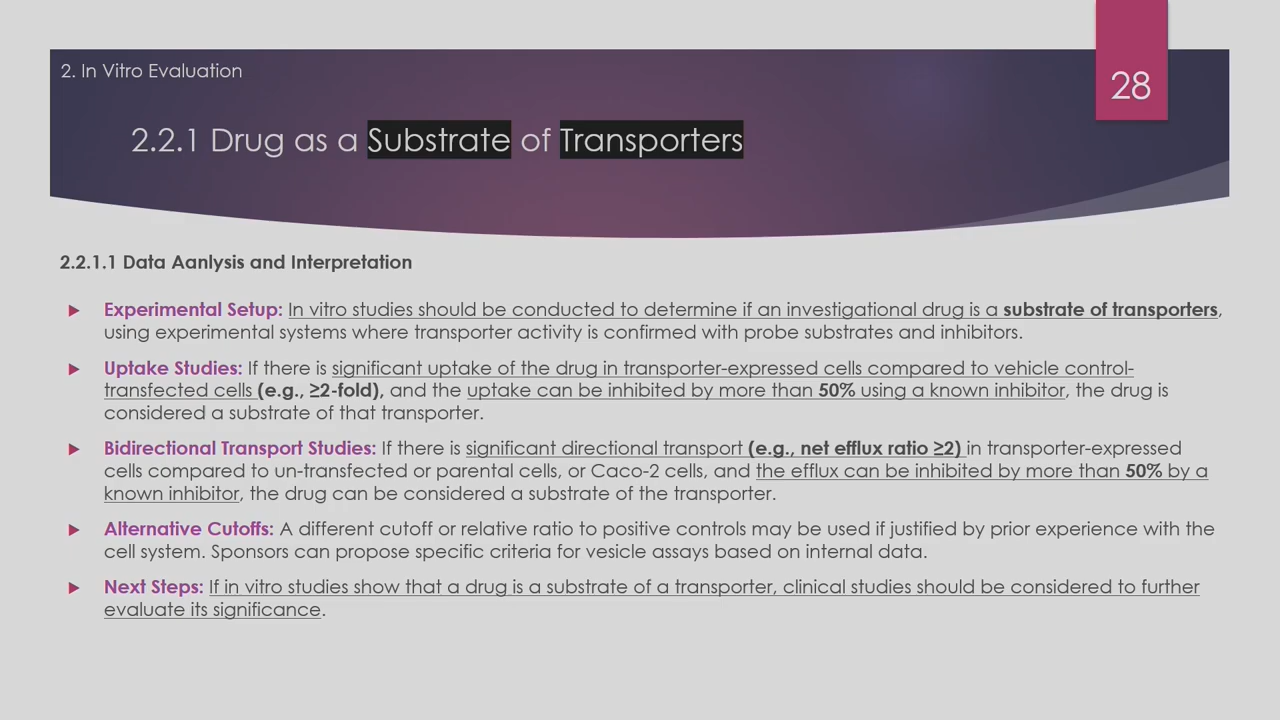 2. In Vitro Evaluation
28
2.2.1 Drug as a Substrate of Transporters
2.2.1.1 Data Aanlysis and Interpretation
Experimental Setup: In vitro studies should be conducted to determine if an investigational drug is a substrate of transporters,
using experimental systems where transporter activity is confirmed with probe substrates and inhibitors.
Uptake Studies: If there is significant uptake of the drug in transporter-expressed cells compared to vehicle control-
transfected cells (e.g., ≥2-fold), and the uptake can be inhibited by more than 50% using a known inhibitor, the drug is
considered a substrate of that transporter.
Bidirectional Transport Studies: If there is significant directional transport (e.g., net efflux ratio ≥2) in transporter-expressed
cells compared to un-transfected or parental cells, or Caco-2 cells, and the efflux can be inhibited by more than 50% by a
known inhibitor, the drug can be considered a substrate of the transporter.
Alternative Cutoffs: A different cutoff or relative ratio to positive controls may be used if justified by prior experience with the
cell system. Sponsors can propose specific criteria for vesicle assays based on internal data.
Next Steps: If in vitro studies show that a drug is a substrate of a transporter, clinical studies should be considered to further
evaluate its significance.